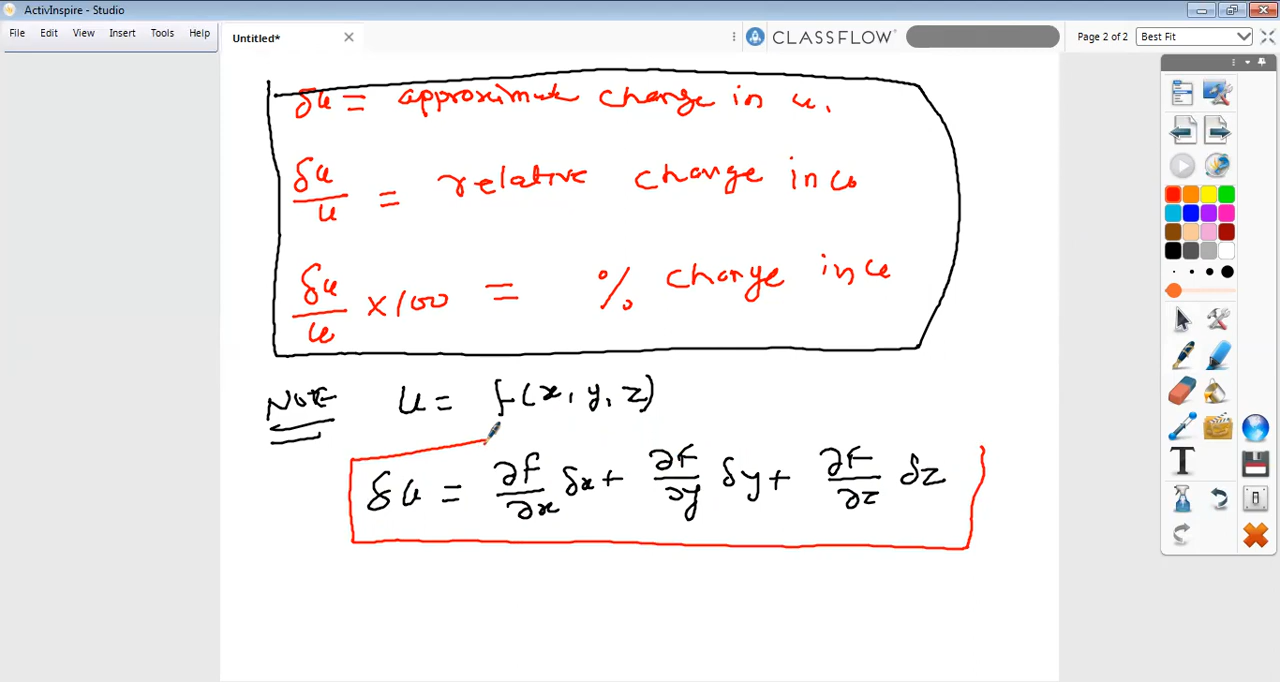 ActivInspire - Studio
File Edit View Insert Tools Help
Untitled*
CLASSFLOW
Page 2 of 2
Best Fit
δu = approximate change in u.
δu/u = relative change in u
δu/u × 100 = % change in u
NOTE u = f(x, y, z)
δu = ∂f/∂x δx + ∂f/∂y δy + ∂f/∂z δz
T